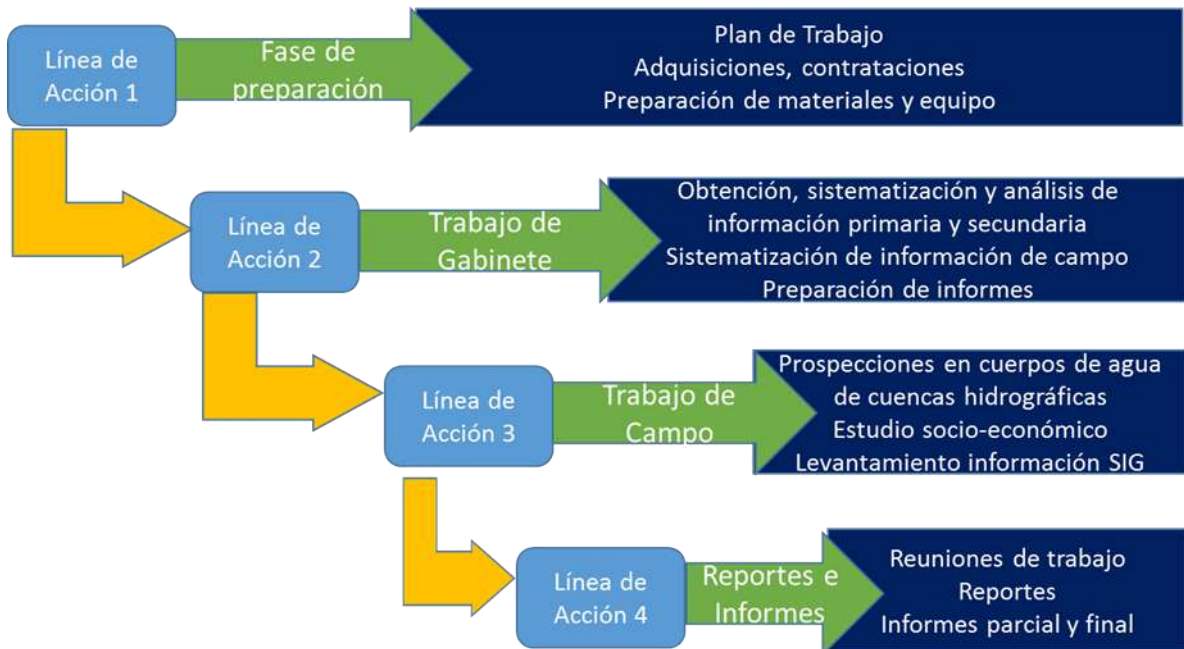 Línea de
Acción 1
Fase de
preparación
Plan de Trabajo
Adquisiciones, contrataciones
Preparación de materiales y equipo
Línea de
Acción 2
Trabajo de
Gabinete
Obtención, sistematización y análisis de
información primaria y secundaria
Sistematización de información de campo
Preparación de informes
Línea de
Acción 3
Trabajo de
Campo
Prospecciones en cuerpos de agua
de cuencas hidrográficas
Estudio socio-económico
Levantamiento información SIG
Línea de
Acción 4
Reportes e
Informes
Reuniones de trabajo
Reportes
Informes parcial y final